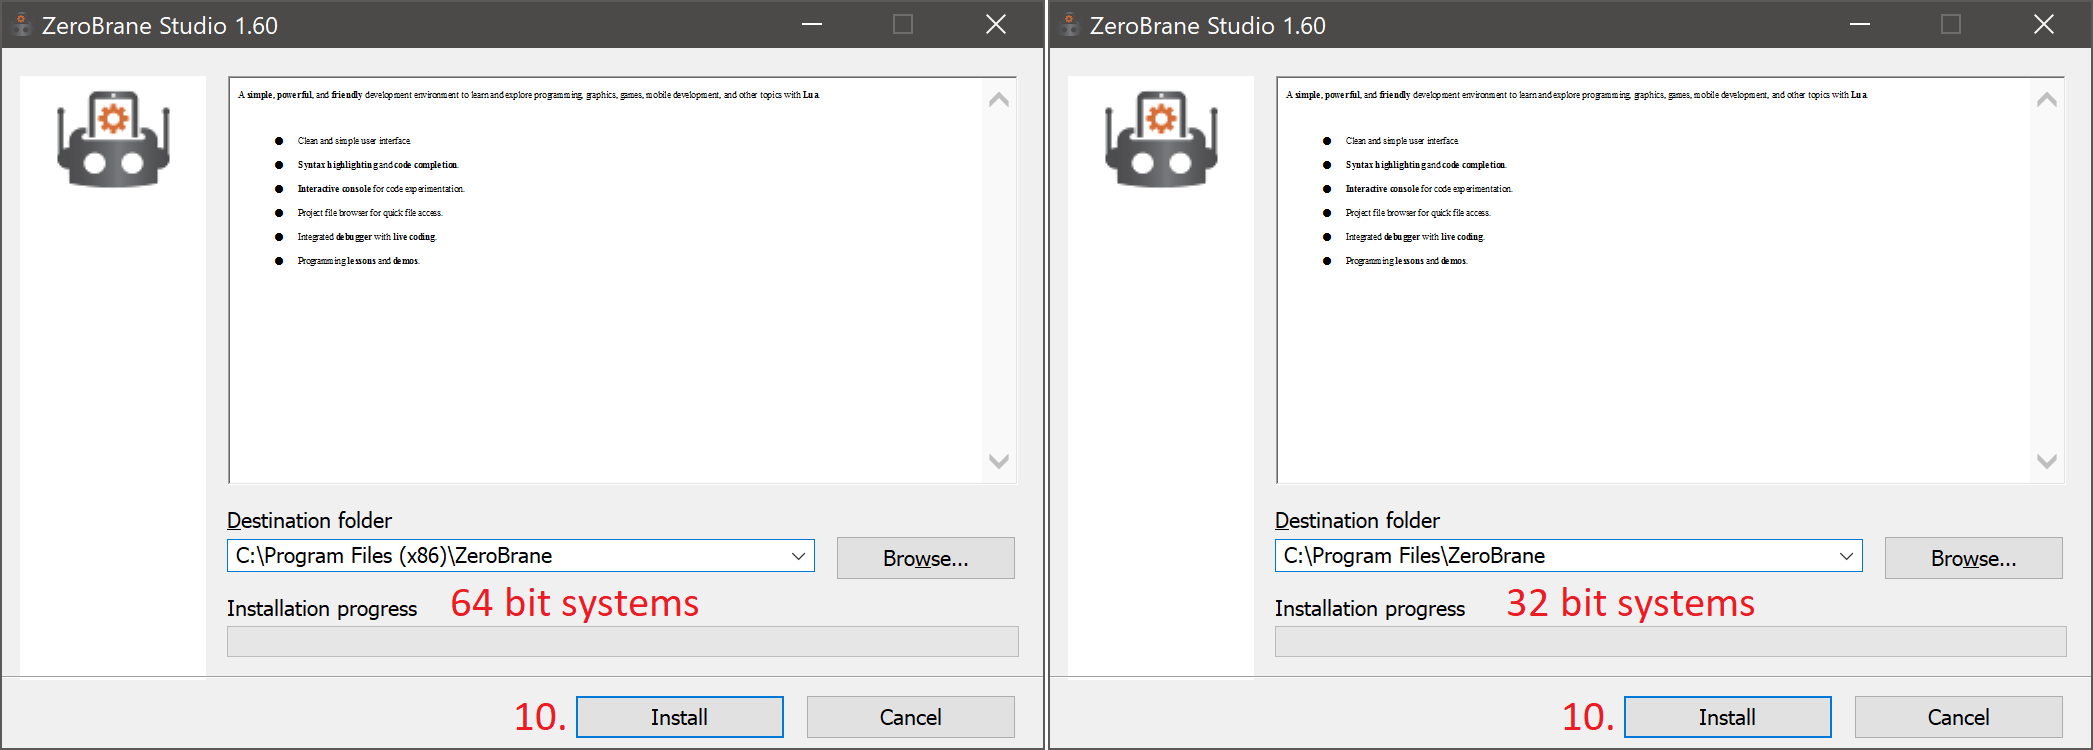 ZeroBrane Studio 1.60
A simple, powerful, and friendly development environment to learn and explore programming, graphics, games, mobile development, and other topics with Lua.
Clean and simple user interface.
Syntax highlighting and code completion.
Interactive console for code experimentation.
Project file browser for quick file access.
Integrated debugger with live coding.
Programming lessons and demos.
Destination folder
C:\Program Files (x86)\ZeroBrane
Browse...
Installation progress
64 bit systems
10.
Install
Cancel
ZeroBrane Studio 1.60
A simple, powerful, and friendly development environment to learn and explore programming, graphics, games, mobile development, and other topics with Lua.
Clean and simple user interface.
Syntax highlighting and code completion.
Interactive console for code experimentation.
Project file browser for quick file access.
Integrated debugger with live coding.
Programming lessons and demos.
Destination folder
C:\Program Files\ZeroBrane
Browse...
Installation progress
32 bit systems
10.
Install
Cancel